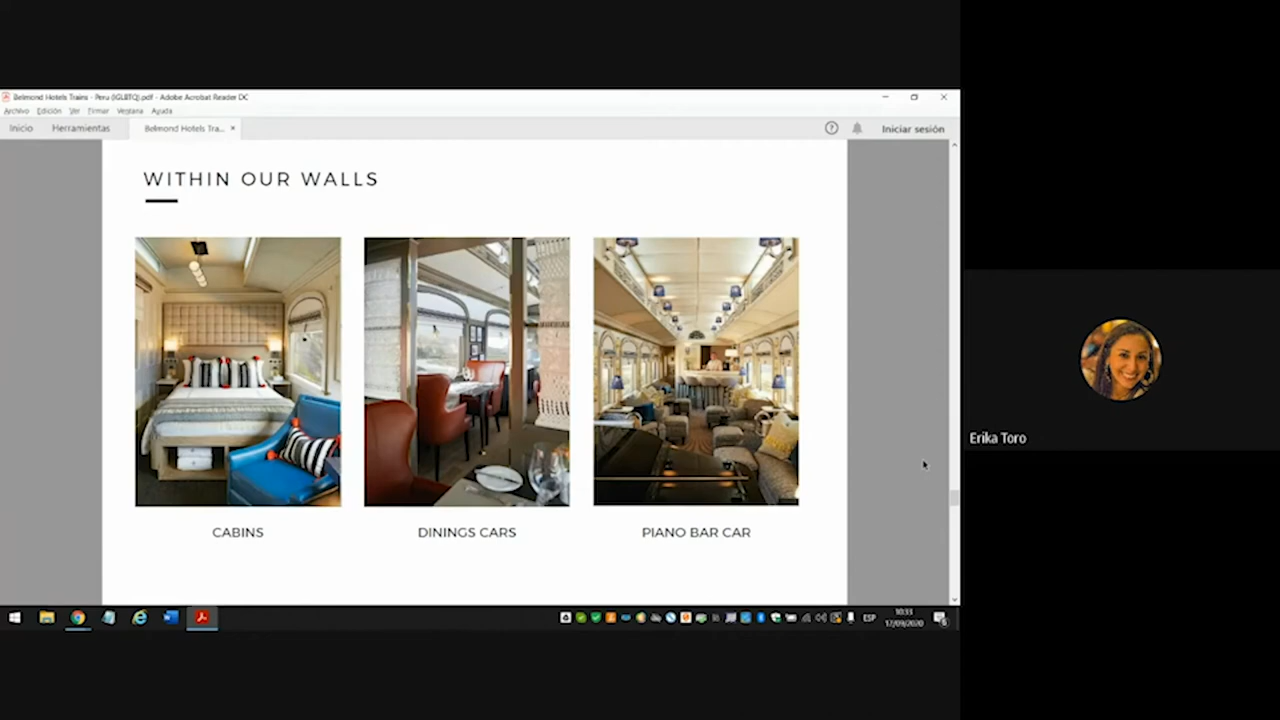 Belmond Hotels Trains - Peru (IGLBTQ).pdf - Adobe Acrobat Reader DC
Archivo Edición Ver Firmar Ventana Ayuda
Inicio Herramientas Belmond Hotels Tra... × Iniciar sesión
WITHIN OUR WALLS
CABINS DININGS CARS PIANO BAR CAR
Erika Toro
ESP
10:33
17/09/2020